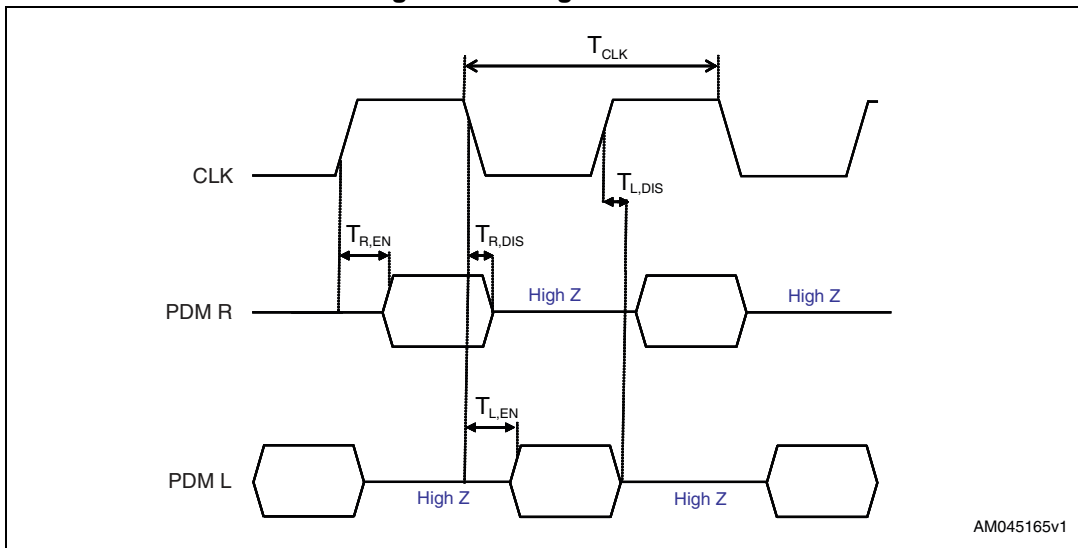 T_CLK
CLK
T_L,DIS
T_R,EN
T_R,DIS
High Z
High Z
PDM R
T_L,EN
PDM L
High Z
High Z
AM045165v1